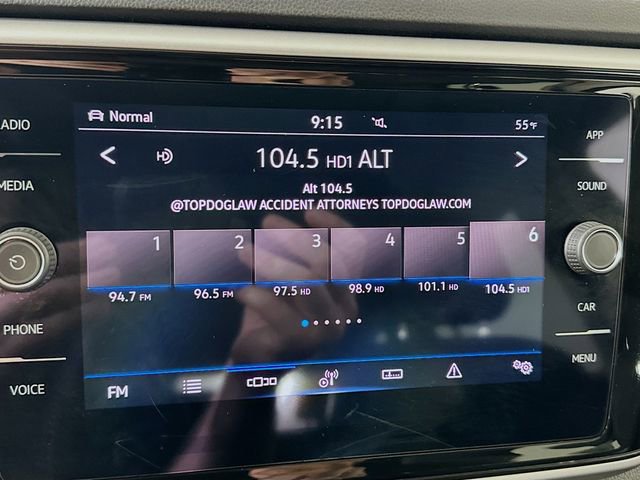 Normal
9:15
55°F
RADIO
APP
HD 104.5 HD1 ALT
Alt 104.5
@TOPDOGLAW ACCIDENT ATTORNEYS TOPDOGLAW.COM
MEDIA
SOUND
1 2 3 4 5 6
94.7 FM 96.5 FM 97.5 HD 98.9 HD 101.1 HD 104.5 HD1
PHONE
CAR
VOICE
MENU
FM